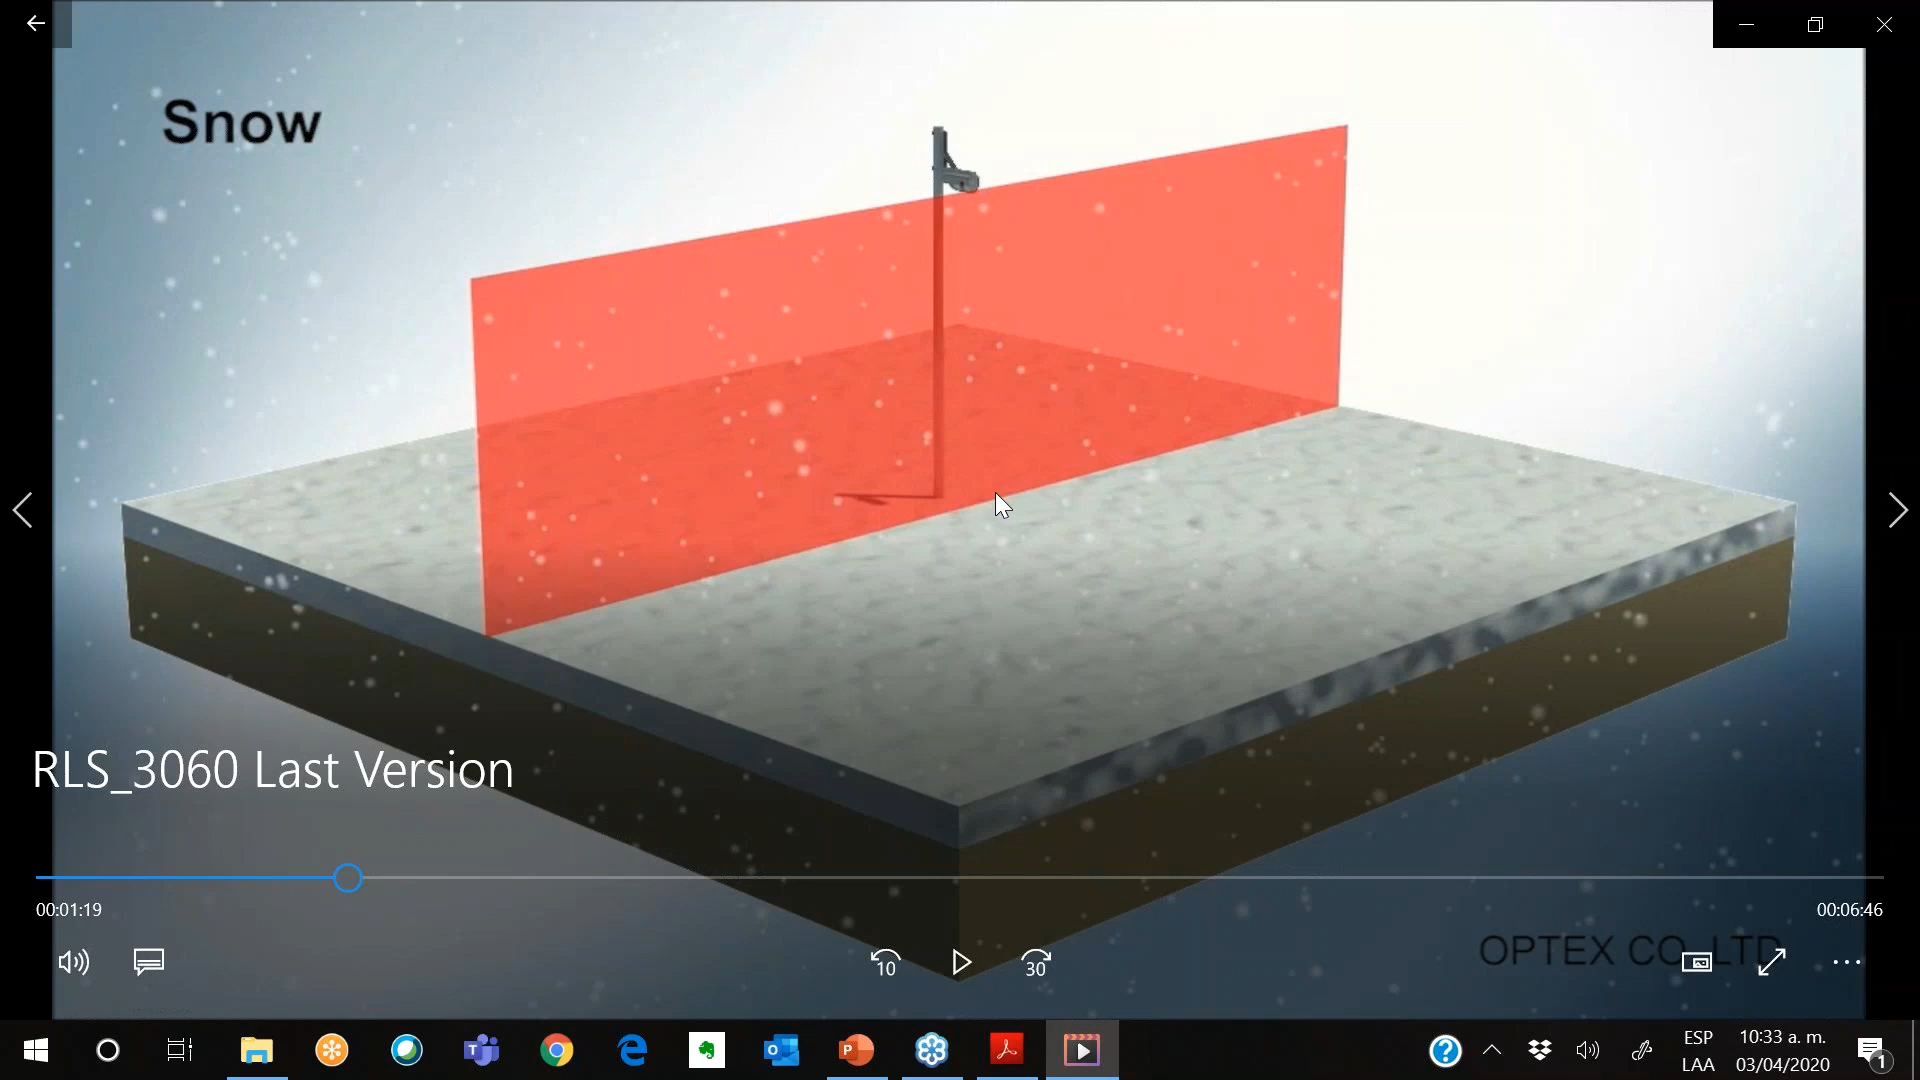 Snow
RLS_3060 Last Version
00:01:19
00:06:46
OPTEX CO.,LTD
10
30
ESP
LAA
10:33 a. m.
03/04/2020
1